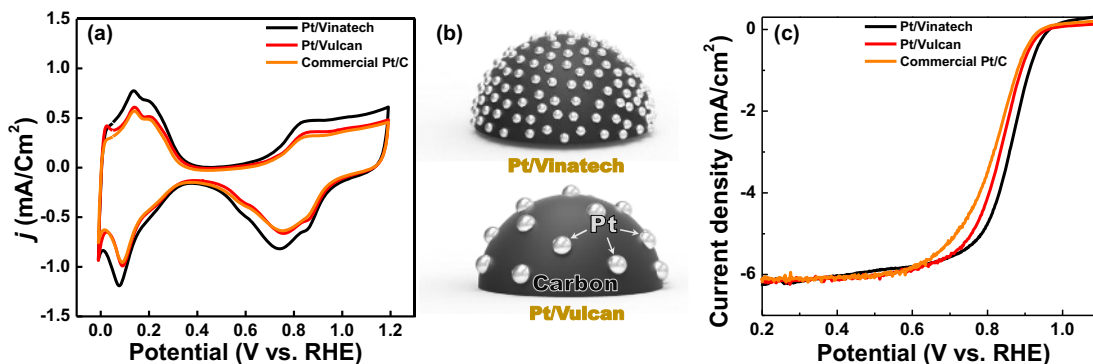 (a)
Pt/Vinatech
Pt/Vulcan
Commercial Pt/C
j (mA/Cm²)
1.5
1.0
0.5
0.0
-0.5
-1.0
-1.5
0.0 0.2 0.4 0.6 0.8 1.0 1.2
Potential (V vs. RHE)
(b)
Pt/Vinatech
Pt
Carbon
Pt/Vulcan
(c)
Pt/Vinatech
Pt/Vulcan
Commercial Pt/C
Current density (mA/cm²)
0
-2
-4
-6
0.2 0.4 0.6 0.8 1.0
Potential (V vs. RHE)